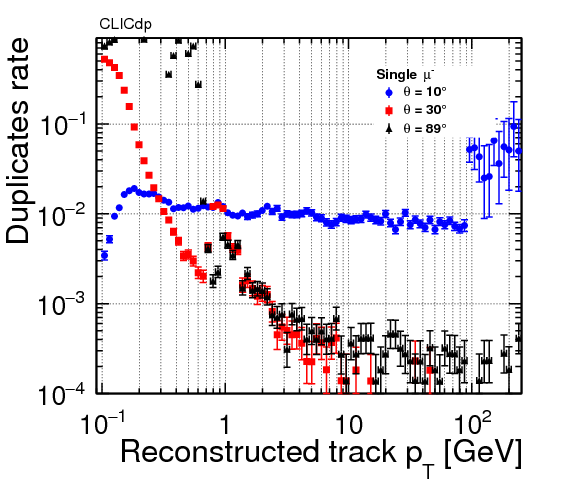 CLICdp
Duplicates rate
Single μ⁻
θ = 10°
θ = 30°
θ = 89°
10⁻¹
10⁻²
10⁻³
10⁻⁴
10⁻¹ 1 10 10²
Reconstructed track p_T [GeV]